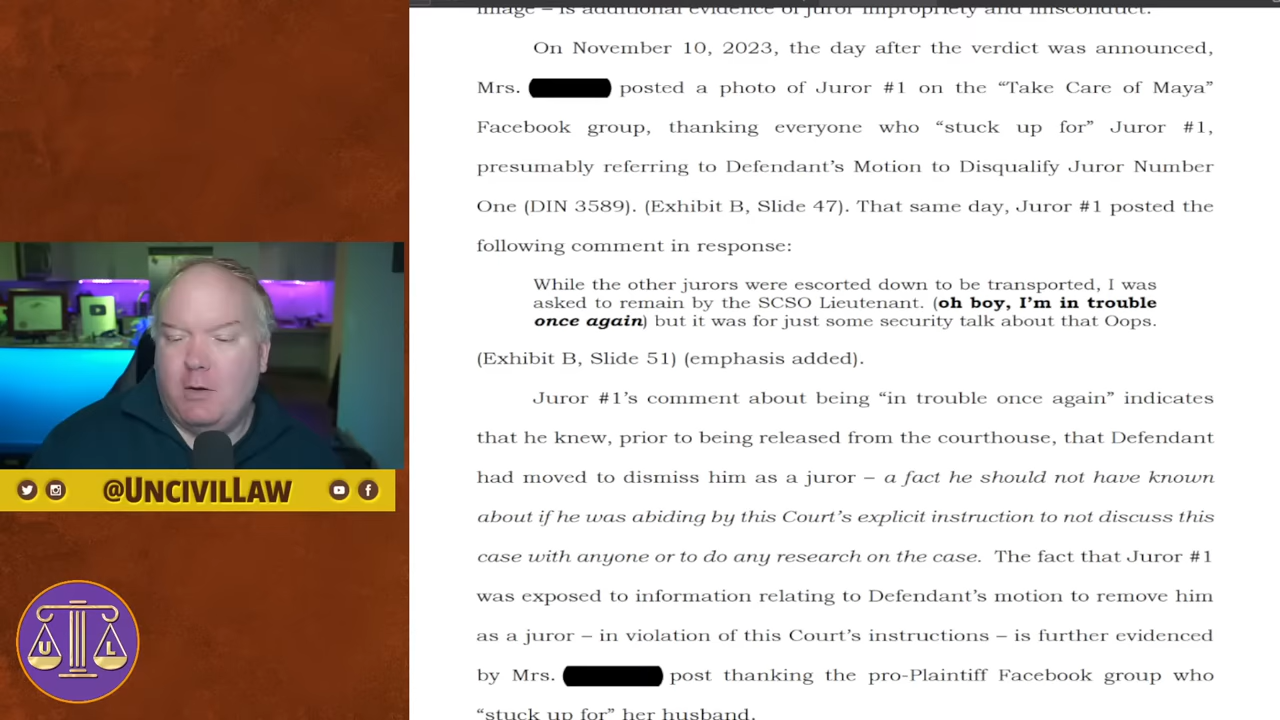 image – is additional evidence of juror impropriety and misconduct.
On November 10, 2023, the day after the verdict was announced,
Mrs. posted a photo of Juror #1 on the “Take Care of Maya”
Facebook group, thanking everyone who “stuck up for” Juror #1,
presumably referring to Defendant’s Motion to Disqualify Juror Number
One (DIN 3589). (Exhibit B, Slide 47). That same day, Juror #1 posted the
following comment in response:
While the other jurors were escorted down to be transported, I was
asked to remain by the SCSO Lieutenant. (oh boy, I’m in trouble
once again) but it was for just some security talk about that Oops.
(Exhibit B, Slide 51) (emphasis added).
Juror #1’s comment about being “in trouble once again” indicates
that he knew, prior to being released from the courthouse, that Defendant
had moved to dismiss him as a juror – a fact he should not have known
about if he was abiding by this Court’s explicit instruction to not discuss this
case with anyone or to do any research on the case. The fact that Juror #1
was exposed to information relating to Defendant’s motion to remove him
as a juror – in violation of this Court’s instructions – is further evidenced
by Mrs. post thanking the pro-Plaintiff Facebook group who
“stuck up for” her husband.
@UNCIVILLAW
U L